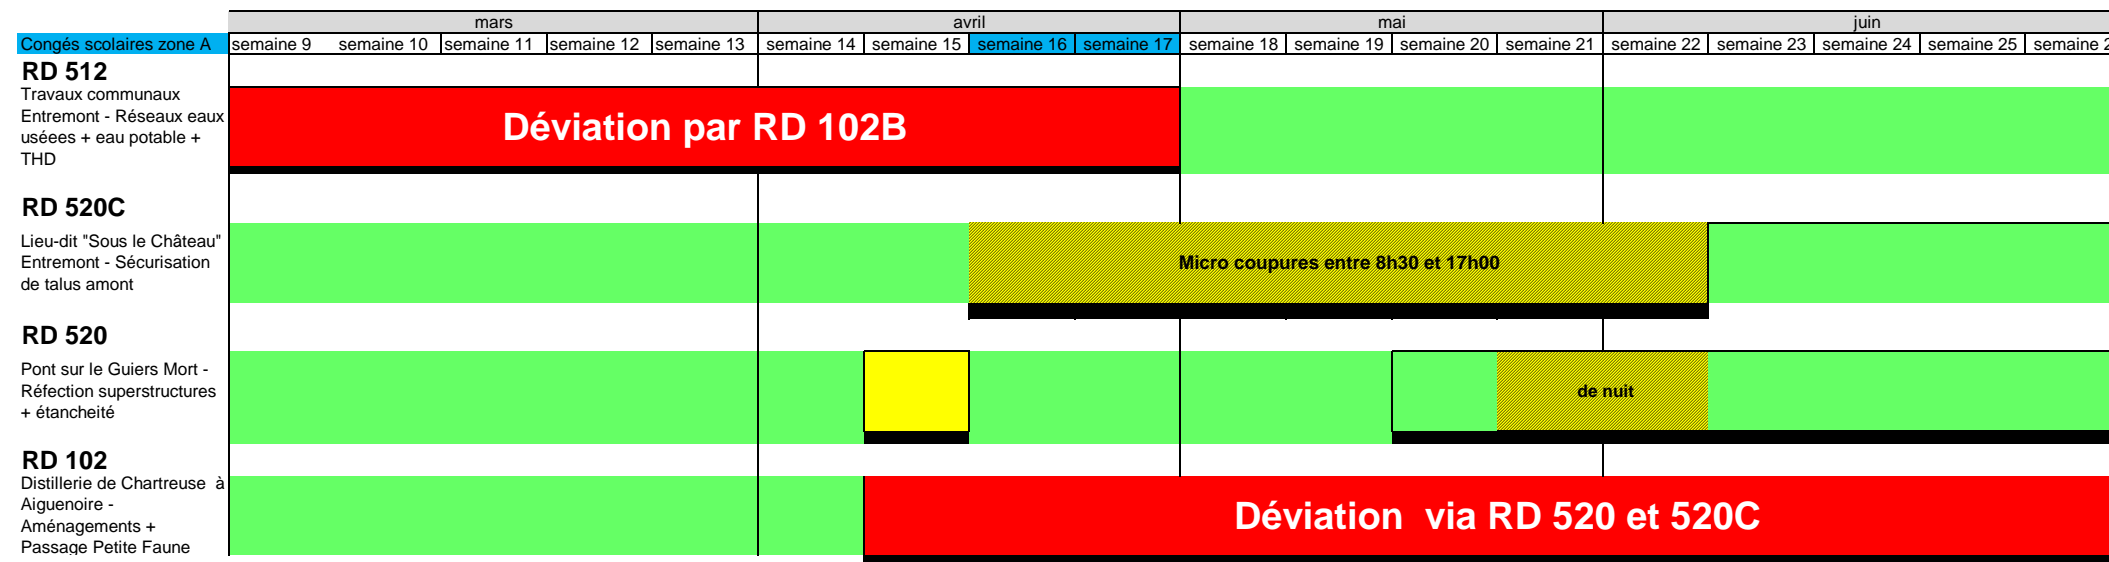 mars avril mai juin
Congés scolaires zone A semaine 9 semaine 10 semaine 11 semaine 12 semaine 13 semaine 14 semaine 15 semaine 16 semaine 17 semaine 18 semaine 19 semaine 20 semaine 21 semaine 22 semaine 23 semaine 24 semaine 25 semaine 2
RD 512
Travaux communaux
Entremont - Réseaux eaux
uséees + eau potable +
THD
Déviation par RD 102B
RD 520C
Lieu-dit "Sous le Château"
Entremont - Sécurisation
de talus amont
Micro coupures entre 8h30 et 17h00
RD 520
Pont sur le Guiers Mort -
Réfection superstructures
+ étancheité
de nuit
RD 102
Distillerie de Chartreuse à
Aiguenoire -
Aménagements +
Passage Petite Faune
Déviation via RD 520 et 520C